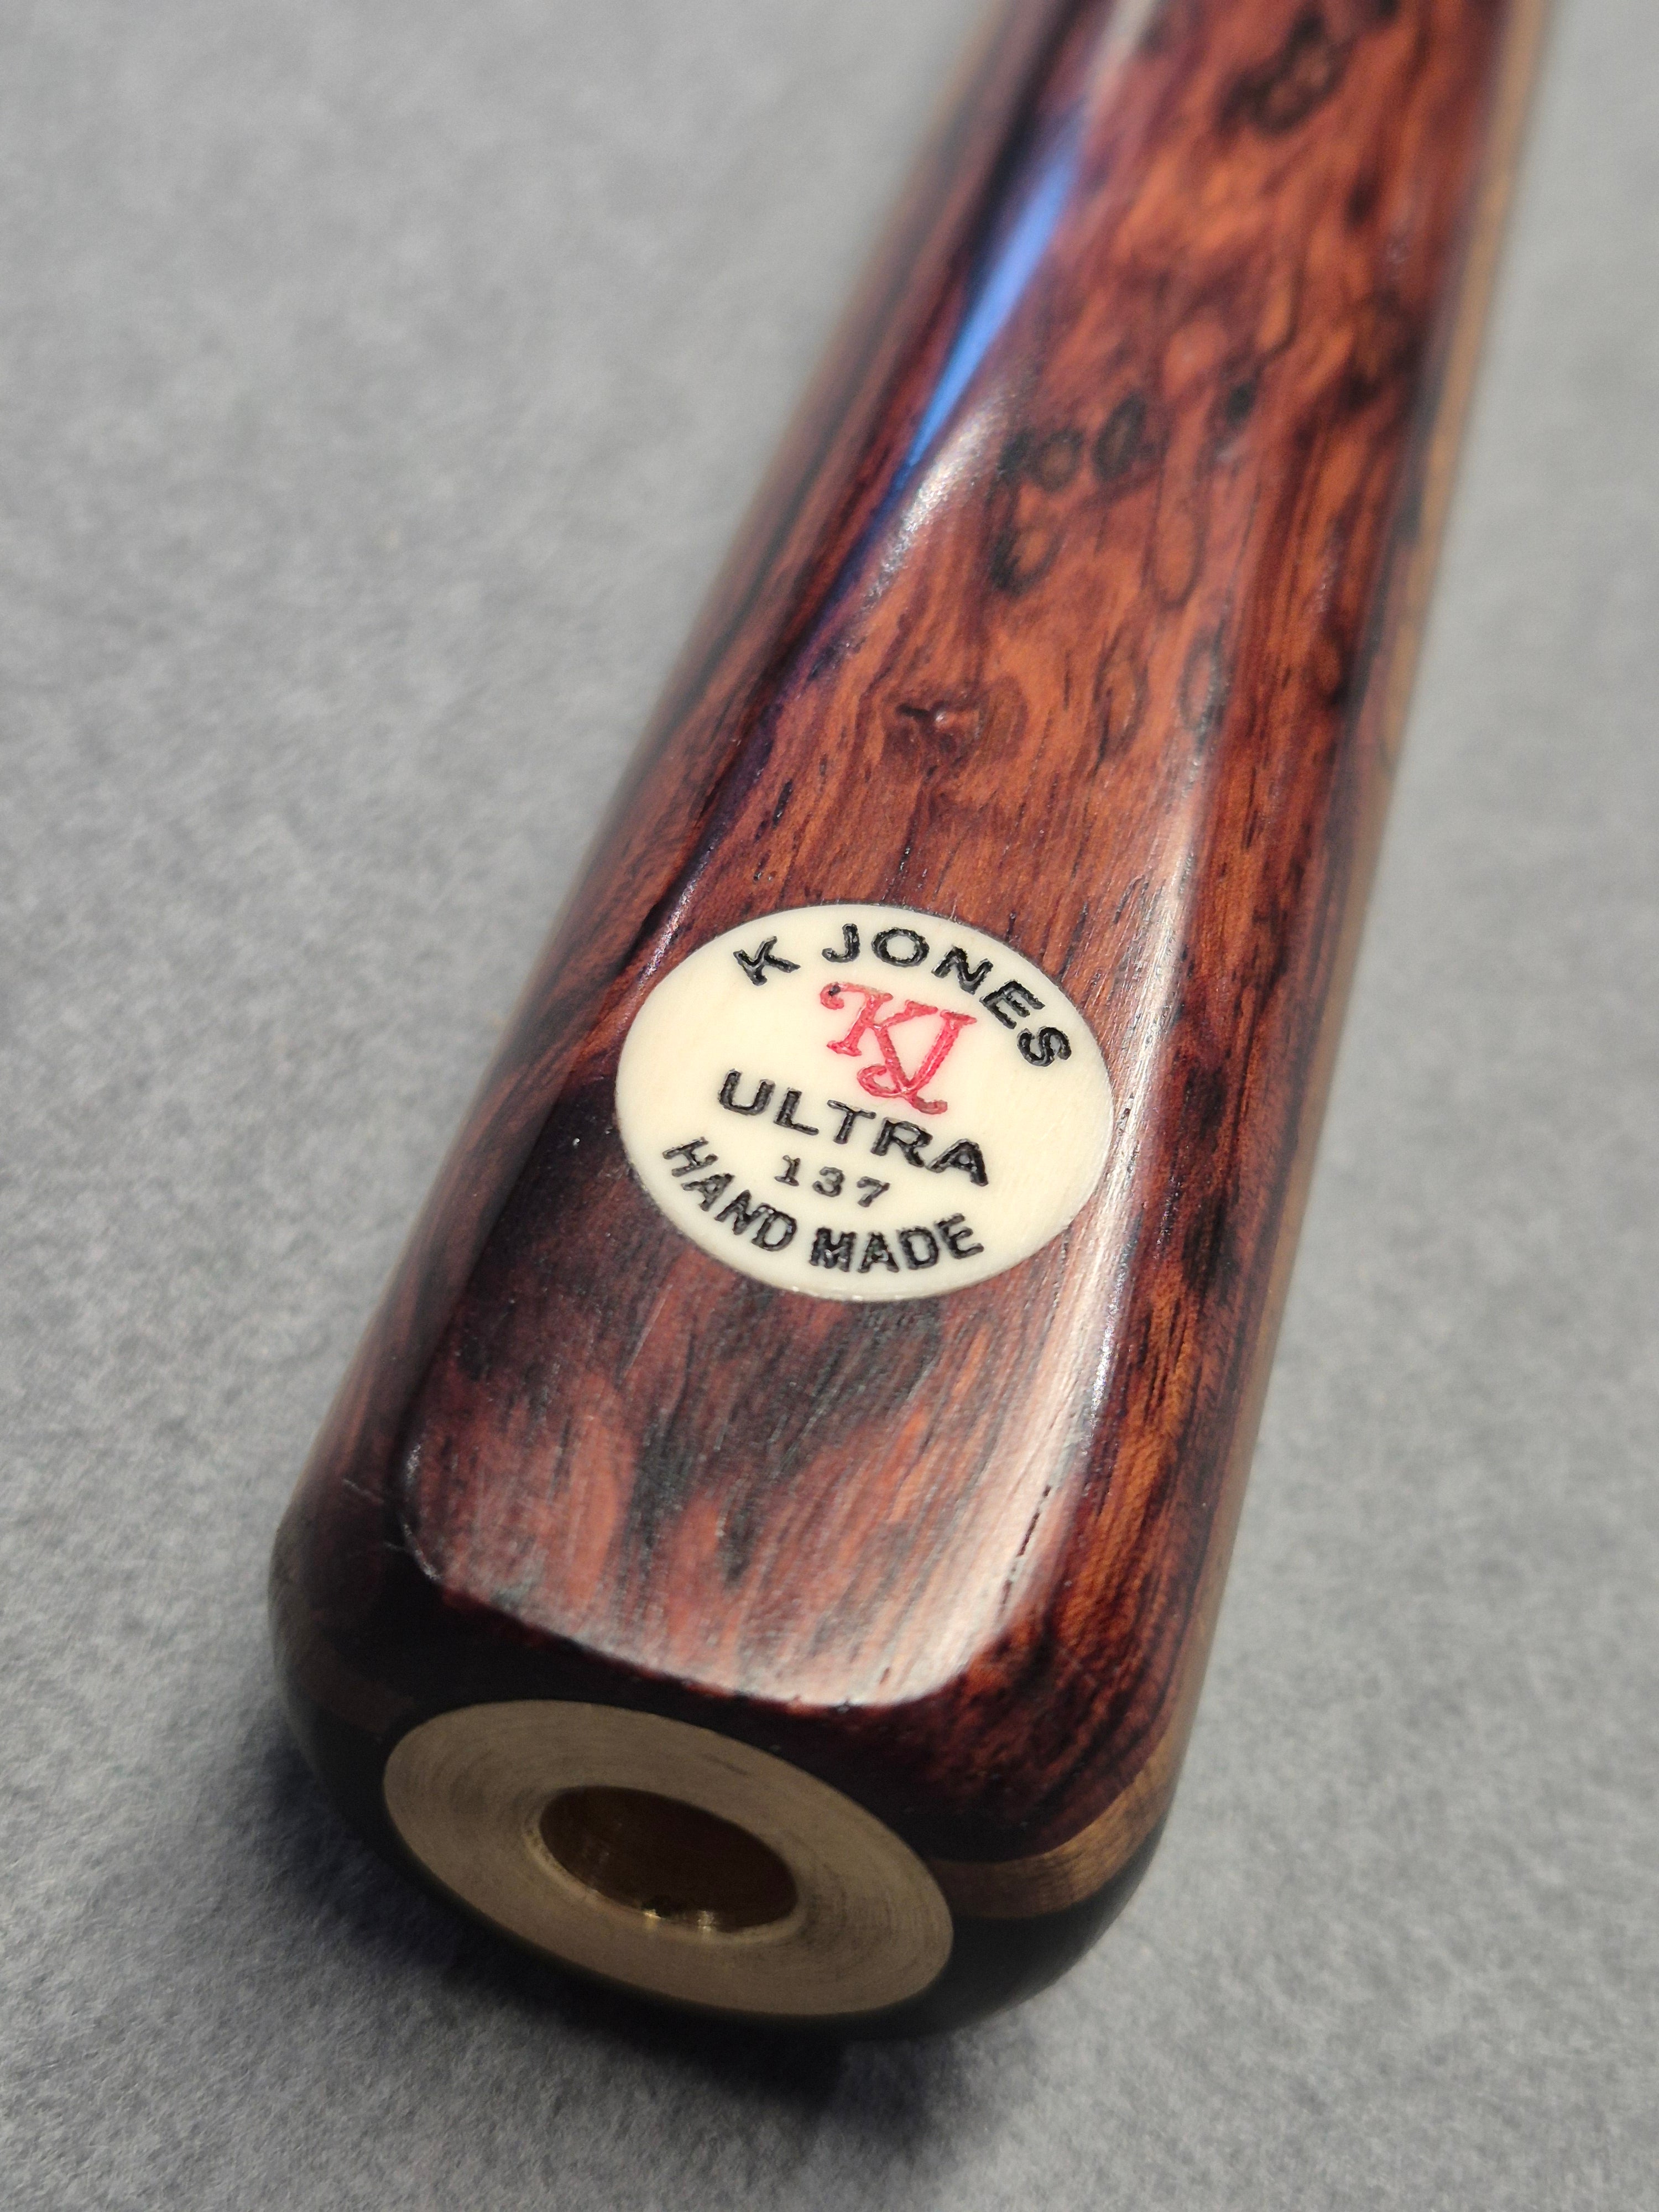 K JONES
KJ
ULTRA
137
HAND MADE